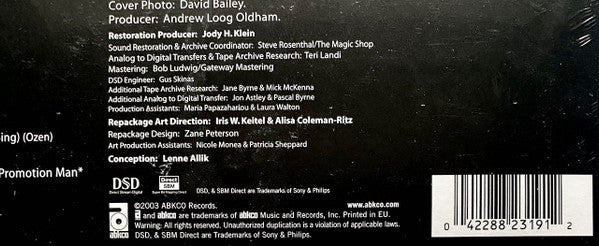 Cover Photo: David Bailey.
Producer: Andrew Loog Oldham.
Restoration Producer: Jody H. Klein
Sound Restoration & Archive Coordinator: Steve Rosenthal/The Magic Shop
Analog to Digital Transfers & Tape Archive Research: Teri Landi
Mastering: Bob Ludwig/Gateway Mastering
DSD Engineer: Gus Skinas
Additional Tape Archive Research: Jane Byrne & Mick McKenna
Additional Analog to Digital Transfer: Jon Astley & Pascal Byrne
Production Assistants: Maria Papazahariou & Laura Walton
Repackage Art Direction: Iris W. Keitel & Alisa Coleman-Ritz
Repackage Design: Zane Peterson
Art Production Assistants: Nicole Monea & Patricia Sheppard
Conception: Lenne Allik
ing) (Ozen)
Promotion Man*
DSD
Direct Stream Digital
Direct
SBM
DSD, & SBM Direct are Trademarks of Sony & Philips
©2003 ABKCO Records. www.abkco.com
a and abkco are trademarks of abkco Music and Records, Inc. Printed in EU.
Warning: All rights reserved. Unauthorized duplication is a violation of applicable laws.
DSD, & SBM Direct are Trademarks of Sony & Philips.
abkco
0 42288 23191 2